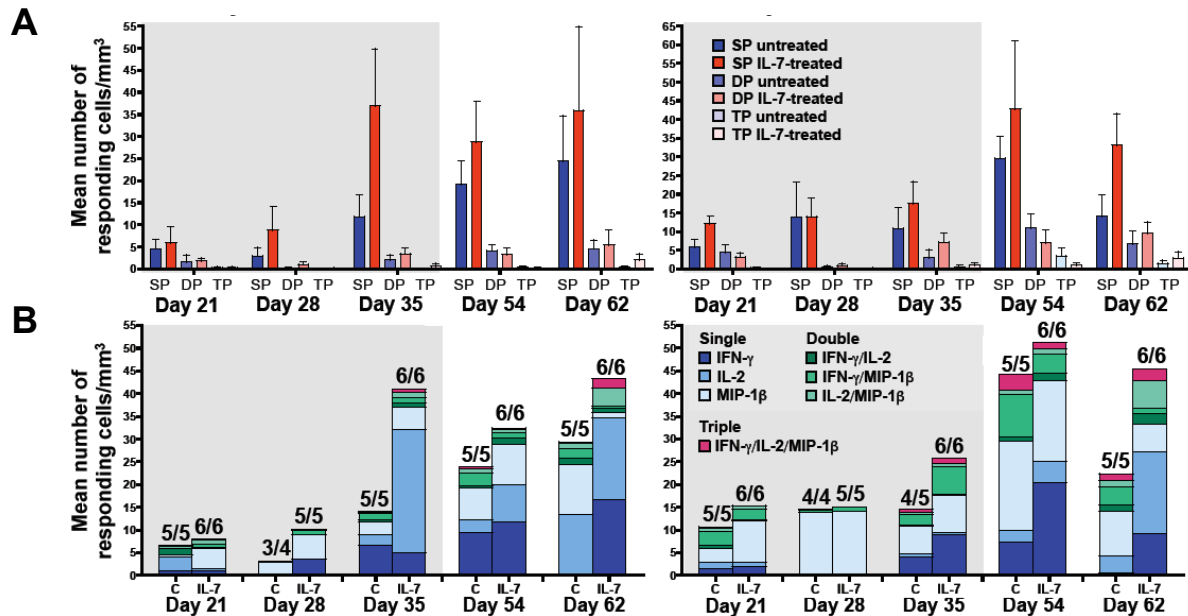 A
Mean number of
responding cells/mm³
55
50
45
40
35
30
25
20
15
10
5
0
SP DP TP SP DP TP SP DP TP SP DP TP SP DP TP
Day 21 Day 28 Day 35 Day 54 Day 62
65
60
55
50
45
40
35
30
25
20
15
10
5
0
SP untreated
SP IL-7-treated
DP untreated
DP IL-7-treated
TP untreated
TP IL-7-treated
SP DP TP SP DP TP SP DP TP SP DP TP SP DP TP
Day 21 Day 28 Day 35 Day 54 Day 62
B
Mean number of
responding cells/mm³
55
50
45
40
35
30
25
20
15
10
5
0
5/5 6/6 3/4 5/5 5/5 6/6 5/5 6/6 5/5 6/6
C IL-7 C IL-7 C IL-7 C IL-7 C IL-7
Day 21 Day 28 Day 35 Day 54 Day 62
55
50
45
40
35
30
25
20
15
10
5
0
Single Double
IFN-γ IFN-γ/IL-2
IL-2 IFN-γ/MIP-1β
MIP-1β IL-2/MIP-1β
Triple
IFN-γ/IL-2/MIP-1β
5/5 6/6 4/4 5/5 4/5 6/6 5/5 6/6 5/5 6/6
C IL-7 C IL-7 C IL-7 C IL-7 C IL-7
Day 21 Day 28 Day 35 Day 54 Day 62